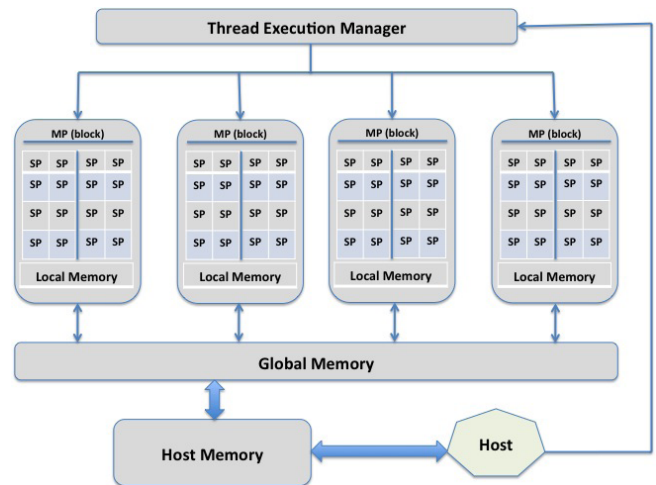 Thread Execution Manager
MP (block) MP (block) MP (block) MP (block)
SP SP SP SP SP SP SP SP SP SP SP SP SP SP SP SP
SP SP SP SP SP SP SP SP SP SP SP SP SP SP SP SP
SP SP SP SP SP SP SP SP SP SP SP SP SP SP SP SP
SP SP SP SP SP SP SP SP SP SP SP SP SP SP SP SP
Local Memory Local Memory Local Memory Local Memory
Global Memory
Host Memory
Host